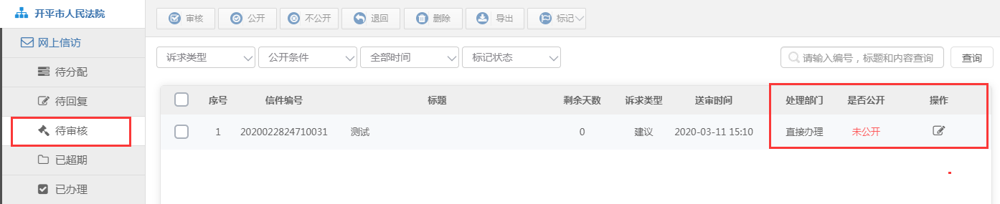 开平市人民法院
网上信访
待分配
待回复
待审核
已超期
已办理
审核 公开 不公开 退回 删除 导出 标记
诉求类型 公开条件 全部时间 标记状态 请输入编号，标题和内容查询 查询
序号 信件编号 标题 剩余天数 诉求类型 送审时间 处理部门 是否公开 操作
1 2020022824710031 测试 0 建议 2020-03-11 15:10 直接办理 未公开